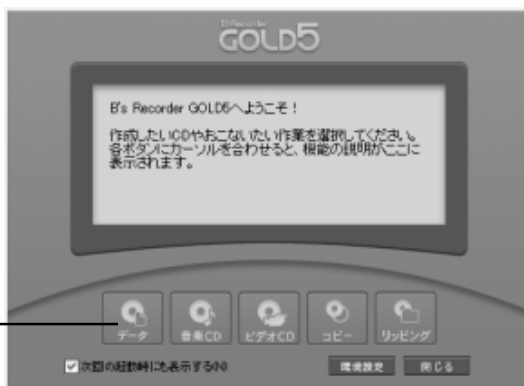 B's Recorder
GOLD5
B's Recorder GOLD5へようこそ！
作成したいCDやおこないたい作業を選択してください。
各ボタンにカーソルを合わせると、機能の説明がここに
表示されます。
データ
音楽CD
ビデオCD
コピー
リッピング
次回の起動時にも表示する(N)
環境設定
閉じる